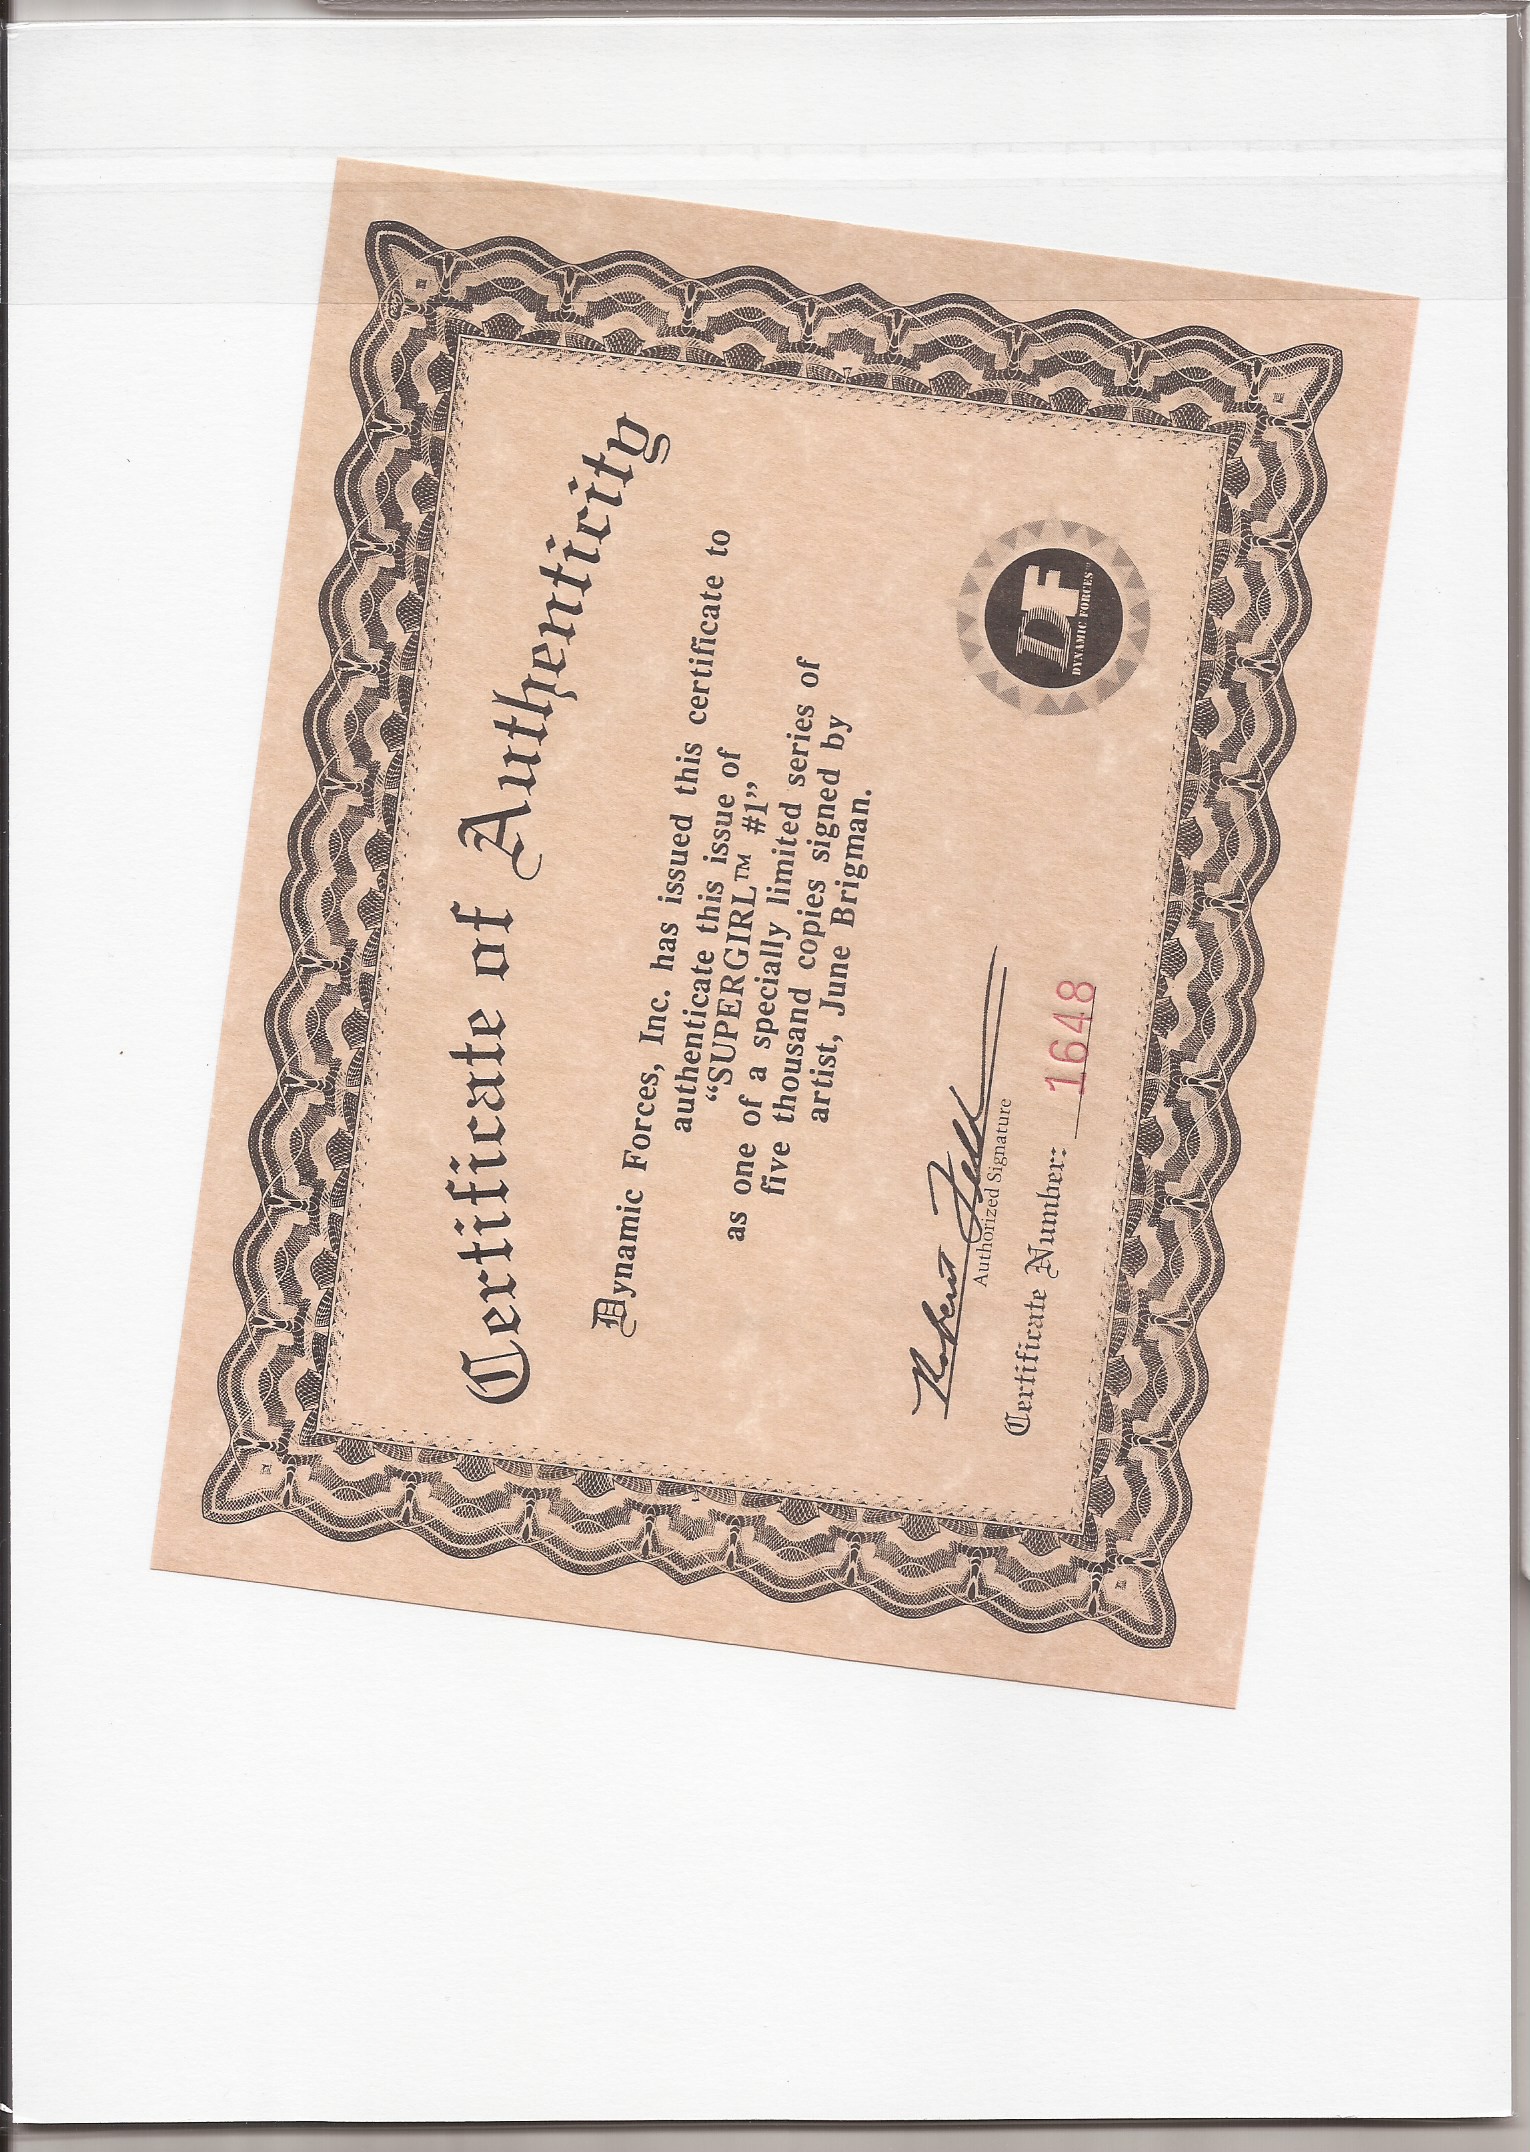 Certificate of Authenticity
Dynamic Forces, Inc. has issued this certificate to
authenticate this issue of
“SUPERGIRL™ #1”
as one of a specially limited series of
five thousand copies signed by
artist, June Brigman.
DF
DYNAMIC FORCES™
Robert
Authorized Signature
Certificate Number: 1648